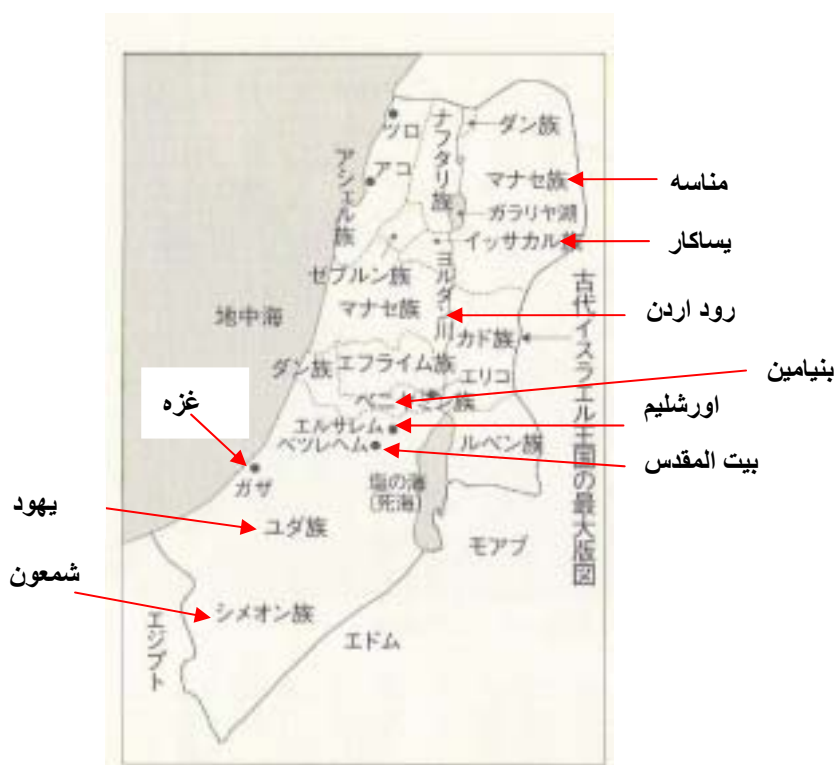 ツロ
アコ
アシェル族
ナフタリ族
ダン族
マナセ族
ガラリヤ湖
イッサカル族
ゼブルン族
マナセ族
ヨルダン川
地中海
カド族
ダン族
エフライム族
エリコ
エルサレム
ベツレヘム
ルベン族
ガザ
塩の海
(死海)
ユダ族
モアブ
シメオン族
エドム
エジプト
古代イスラエル王国の最大版図
مناسه
يساكار
رود اردن
بنيامين
اورشليم
بيت المقدس
غزه
يهود
شمعون